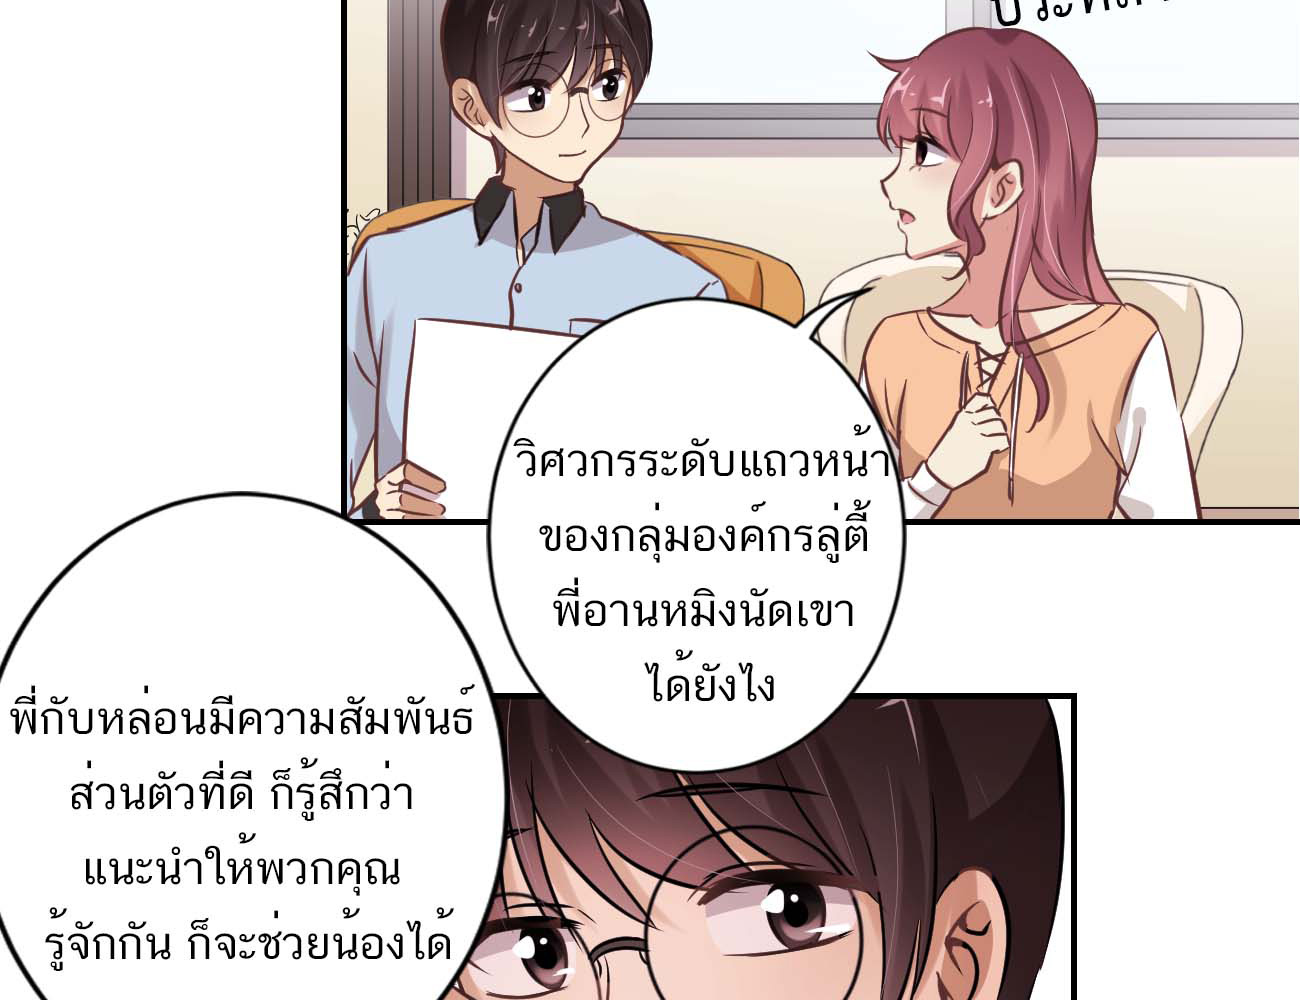 วิศวกรระดับแถวหน้า
ของกลุ่มองค์กรลู่ตี้
พี่อานหมิงนัดเขา
ได้ยังไง
พี่กับหล่อนมีความสัมพันธ์
ส่วนตัวที่ดี ก็รู้สึกว่า
แนะนำให้พวกคุณ
รู้จักกัน ก็จะช่วยน้องได้